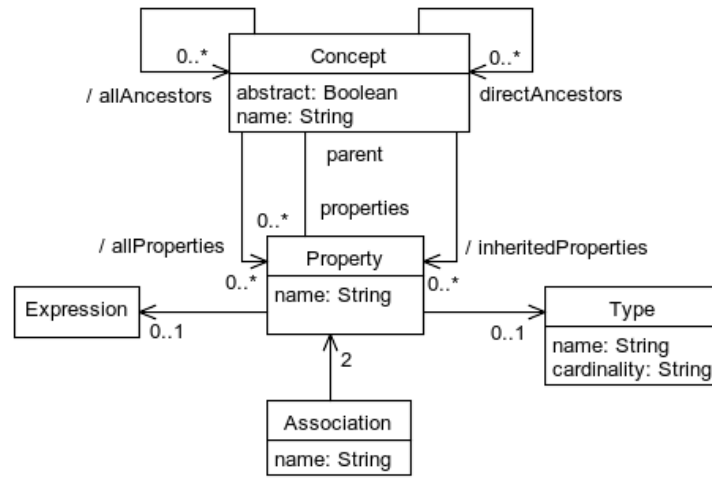 0..*
Concept
0..*
/ allAncestors
abstract: Boolean
name: String
directAncestors
parent
0..*
properties
/ allProperties
Property
/ inheritedProperties
0..*
name: String
0..*
Expression
0..1
Type
0..1
name: String
cardinality: String
2
Association
name: String